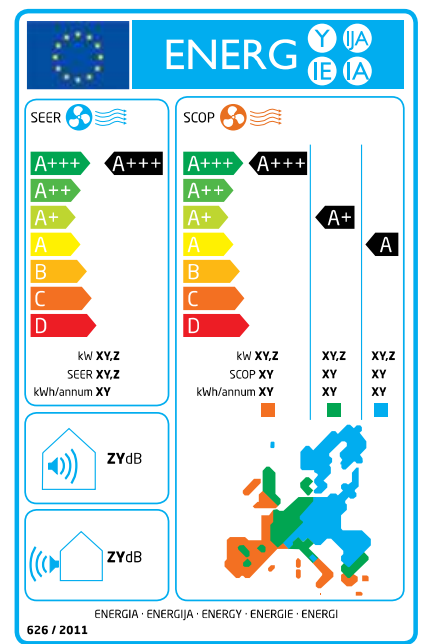 ENERG Y IJA
IE IA
SEER
A+++ A+++
A++
A+
A
B
C
D
kW XY,Z
SEER XY,Z
kWh/annum XY
SCOP
A+++ A+++
A++
A+ A+
A A
B
C
D
kW XY,Z XY,Z XY,Z
SCOP XY XY XY
kWh/annum XY XY XY
ZYdB
ZYdB
ENERGIA · ENERGIJA · ENERGY · ENERGIE · ENERGI
626 / 2011